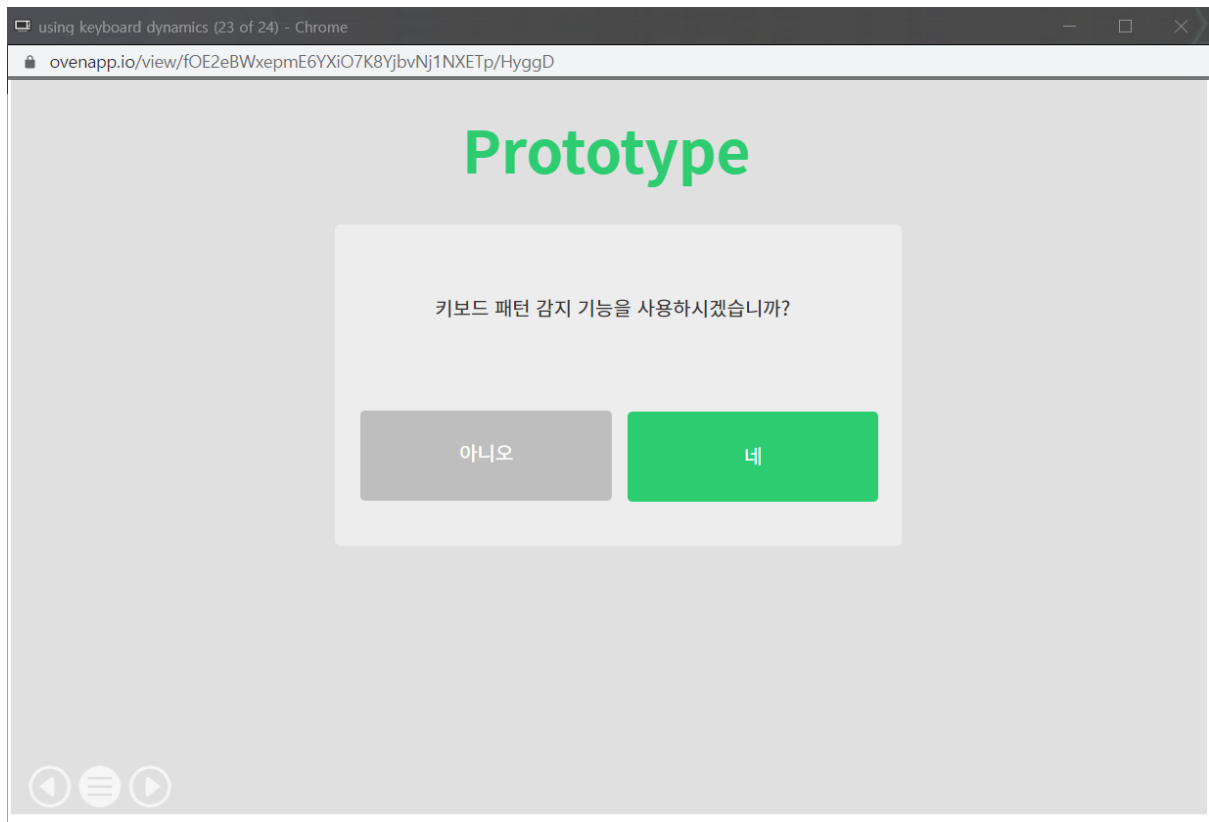 using keyboard dynamics (23 of 24) - Chrome
ovenapp.io/view/fOE2eBWxepmE6YXiO7K8YjbvNj1NXETp/HyggD
Prototype
키보드 패턴 감지 기능을 사용하시겠습니까?
아니오
네